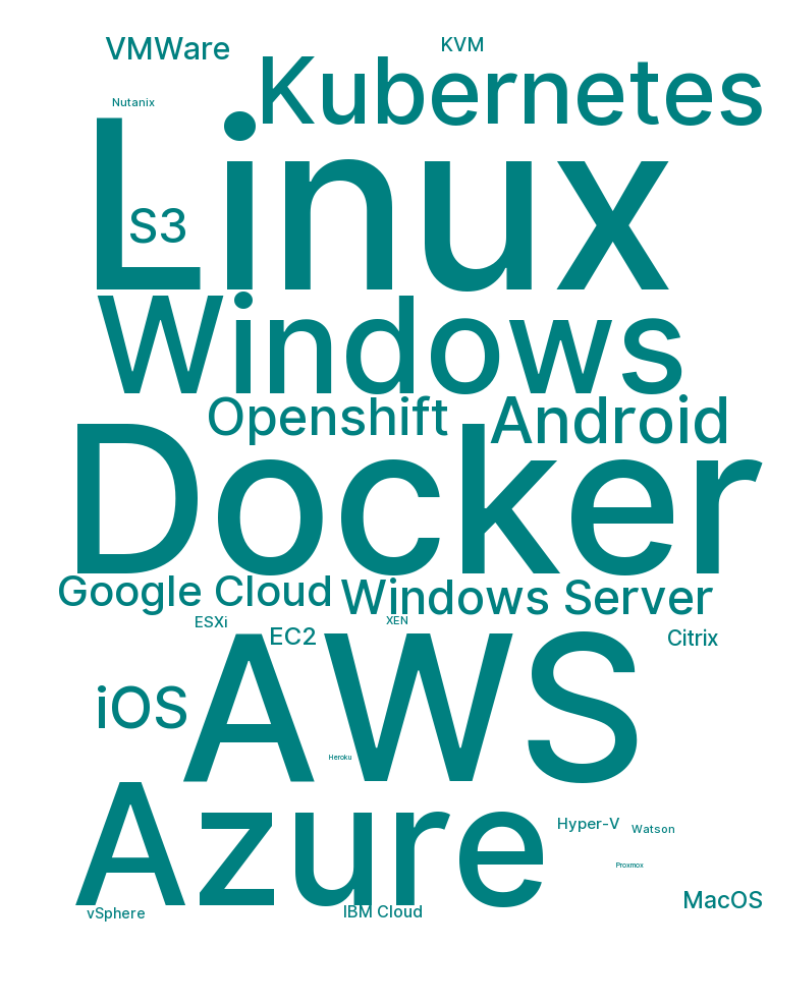 VMWare
KVM
Kubernetes
Nutanix
Linux
S3
Windows
Openshift
Android
Docker
Google Cloud
Windows Server
ESXi
XEN
EC2
Citrix
AWS
iOS
Heroku
Azure
Hyper-V
Watson
Proxmox
MacOS
vSphere
IBM Cloud